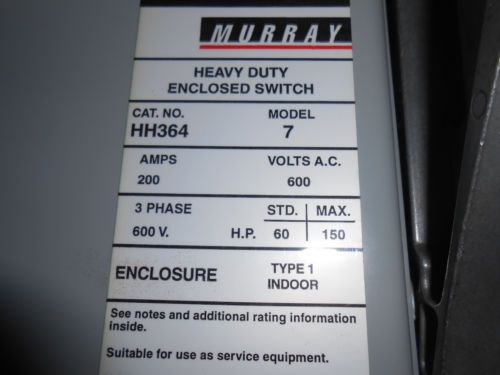 MURRAY
HEAVY DUTY
ENCLOSED SWITCH
CAT. NO. MODEL
HH364 7
AMPS VOLTS A.C.
200 600
3 PHASE STD. MAX.
600 V. H.P. 60 150
ENCLOSURE TYPE 1
INDOOR
See notes and additional rating information
inside.
Suitable for use as service equipment.